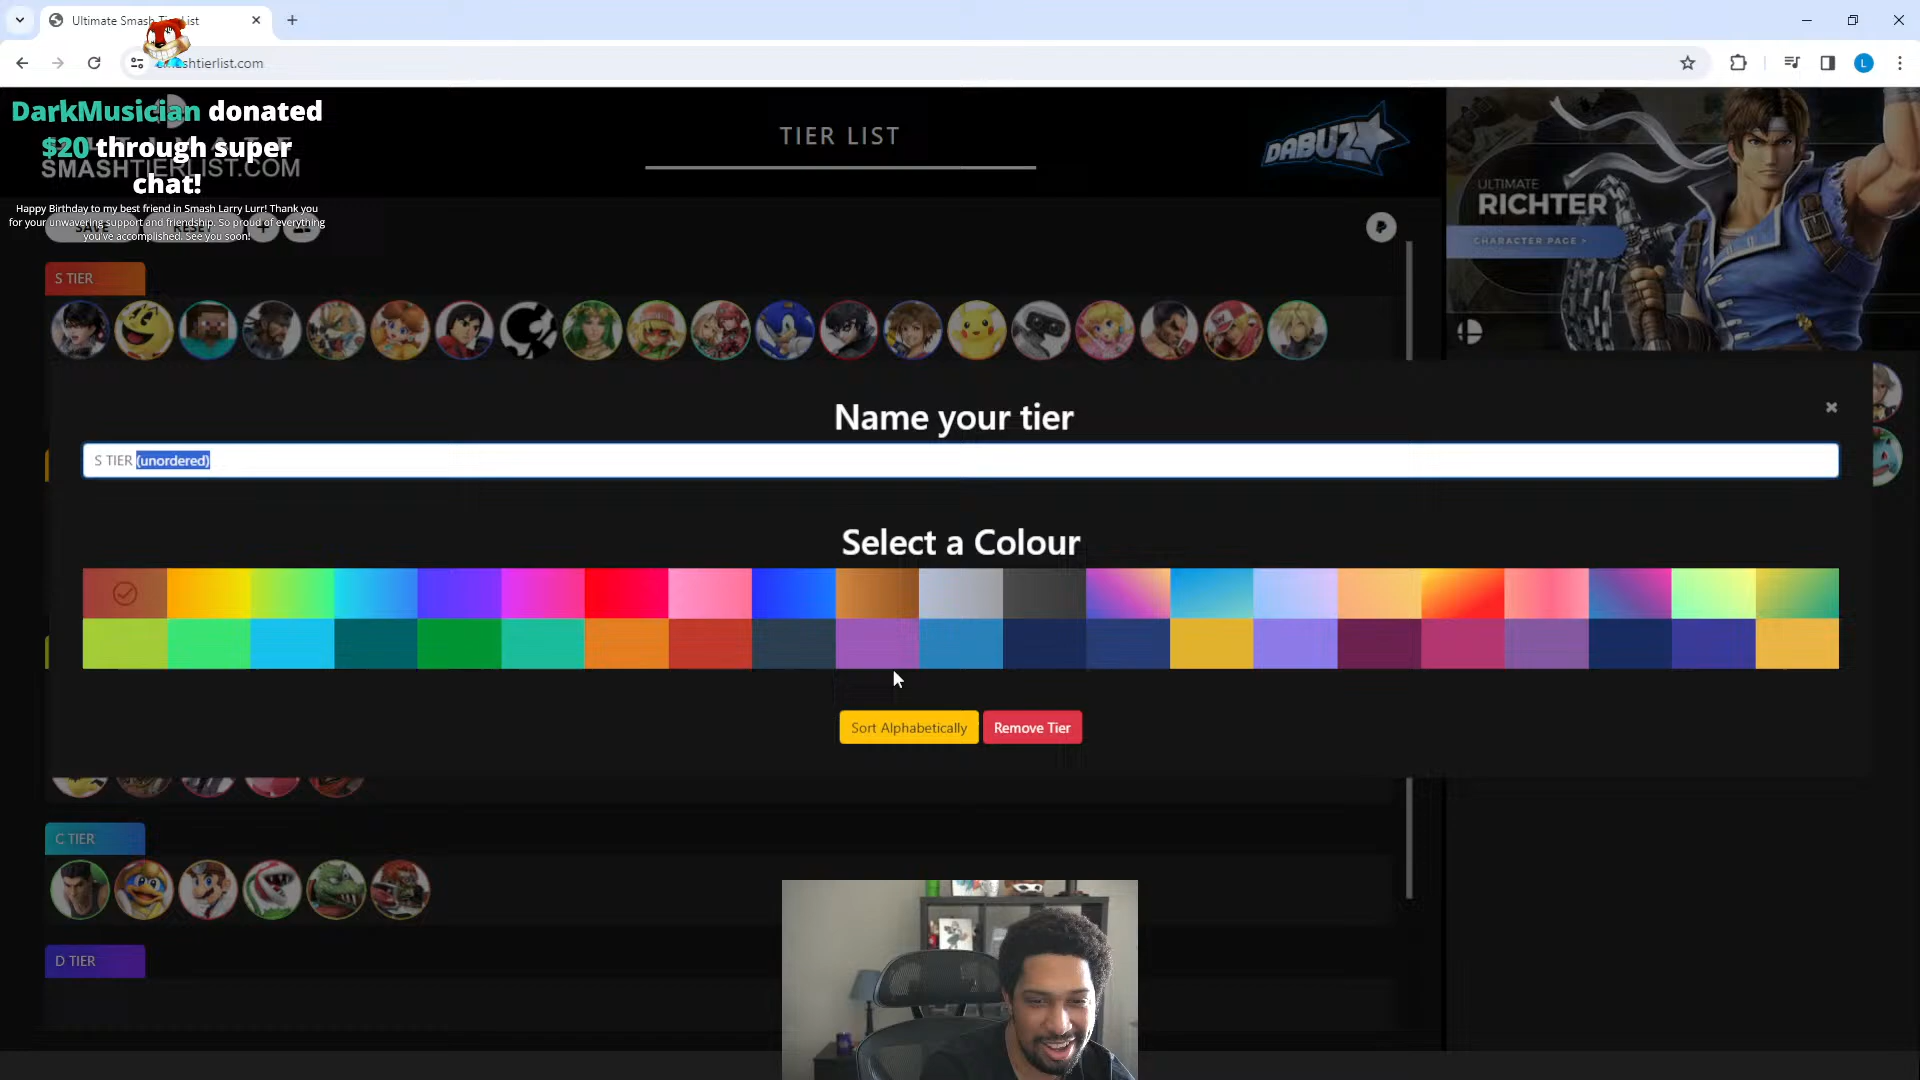 Ultimate Smash Tier List
shtierlist.com
L
DarkMusician donated
$20 through super
chat!
Happy Birthday to my best friend in Smash Larry Lurr! Thank you
for your unwavering support and friendship. So proud of everything
you've accomplished. See you soon!
SMASHTIERLIST.COM
TIER LIST
DABUZ
ULTIMATE
RICHTER
CHARACTER PAGE >
SAVE
RESET
S TIER
Name your tier
S TIER (unordered)
Select a Colour
Sort Alphabetically
Remove Tier
C TIER
D TIER